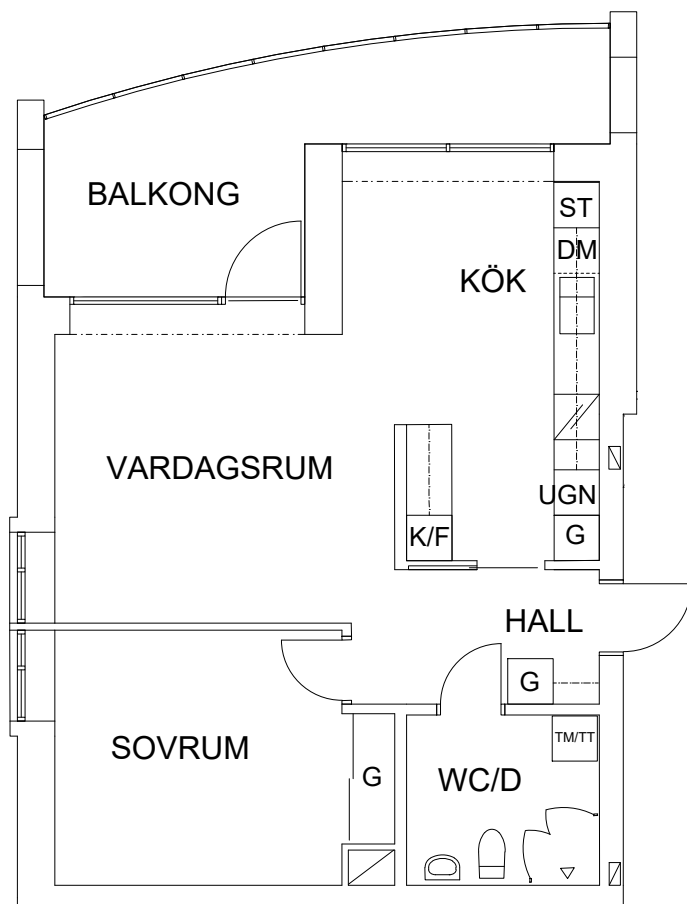 BALKONG
ST
DM
KÖK
VARDAGSRUM
UGN
K/F
G
HALL
G
SOVRUM
TM/TT
G
WC/D